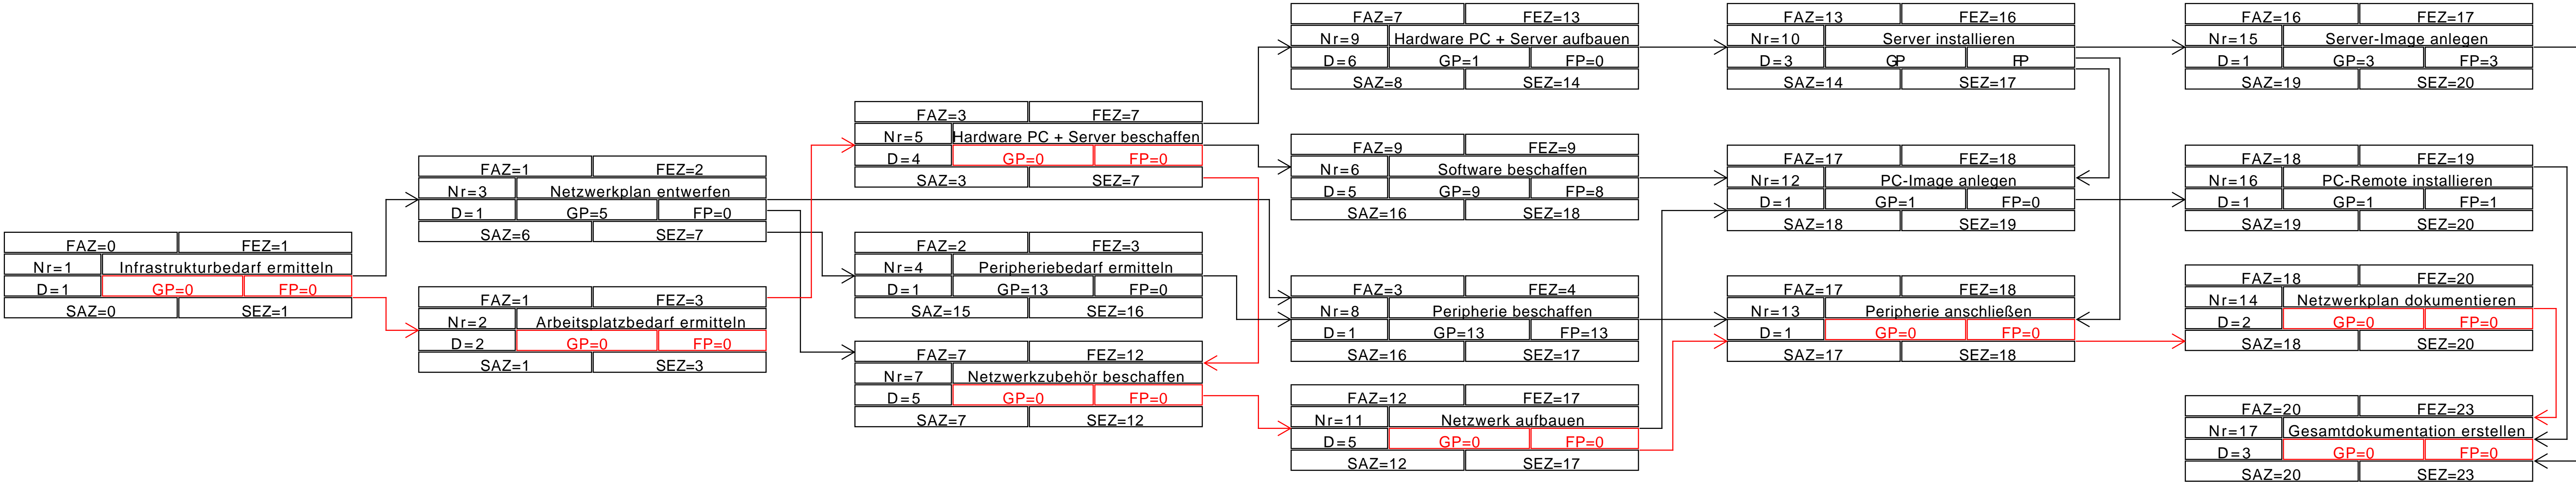 FAZ=0 FEZ=1
Nr=1 Infrastrukturbedarf ermitteln
D=1 GP=0 FP=0
SAZ=0 SEZ=1
FAZ=1 FEZ=2
Nr=3 Netzwerkplan entwerfen
D=1 GP=5 FP=0
SAZ=6 SEZ=7
FAZ=1 FEZ=3
Nr=2 Arbeitsplatzbedarf ermitteln
D=2 GP=0 FP=0
SAZ=1 SEZ=3
FAZ=3 FEZ=7
Nr=5 Hardware PC + Server beschaffen
D=4 GP=0 FP=0
SAZ=3 SEZ=7
FAZ=2 FEZ=3
Nr=4 Peripheriebedarf ermitteln
D=1 GP=13 FP=0
SAZ=15 SEZ=16
FAZ=7 FEZ=12
Nr=7 Netzwerkzubehör beschaffen
D=5 GP=0 FP=0
SAZ=7 SEZ=12
FAZ=7 FEZ=13
Nr=9 Hardware PC + Server aufbauen
D=6 GP=1 FP=0
SAZ=8 SEZ=14
FAZ=9 FEZ=9
Nr=6 Software beschaffen
D=5 GP=9 FP=8
SAZ=16 SEZ=18
FAZ=3 FEZ=4
Nr=8 Peripherie beschaffen
D=1 GP=13 FP=13
SAZ=16 SEZ=17
FAZ=12 FEZ=17
Nr=11 Netzwerk aufbauen
D=5 GP=0 FP=0
SAZ=12 SEZ=17
FAZ=13 FEZ=16
Nr=10 Server installieren
D=3 GP FP
SAZ=14 SEZ=17
FAZ=17 FEZ=18
Nr=12 PC-Image anlegen
D=1 GP=1 FP=0
SAZ=18 SEZ=19
FAZ=17 FEZ=18
Nr=13 Peripherie anschließen
D=1 GP=0 FP=0
SAZ=17 SEZ=18
FAZ=16 FEZ=17
Nr=15 Server-Image anlegen
D=1 GP=3 FP=3
SAZ=19 SEZ=20
FAZ=18 FEZ=19
Nr=16 PC-Remote installieren
D=1 GP=1 FP=1
SAZ=19 SEZ=20
FAZ=18 FEZ=20
Nr=14 Netzwerkplan dokumentieren
D=2 GP=0 FP=0
SAZ=18 SEZ=20
FAZ=20 FEZ=23
Nr=17 Gesamtdokumentation erstellen
D=3 GP=0 FP=0
SAZ=20 SEZ=23